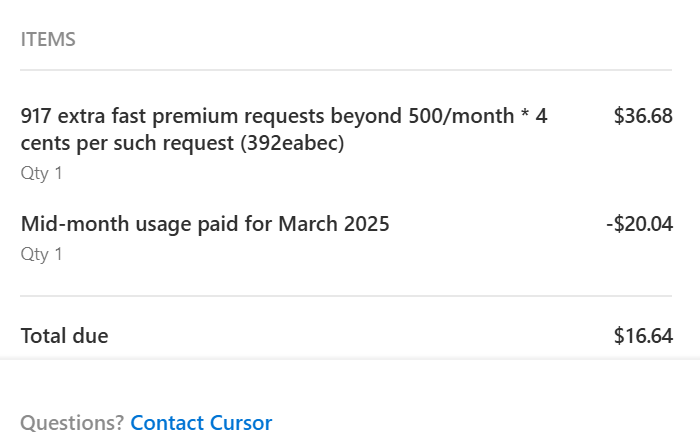 ITEMS
917 extra fast premium requests beyond 500/month * 4 $36.68
cents per such request (392eabec)
Qty 1
Mid-month usage paid for March 2025 -$20.04
Qty 1
Total due $16.64
Questions? Contact Cursor